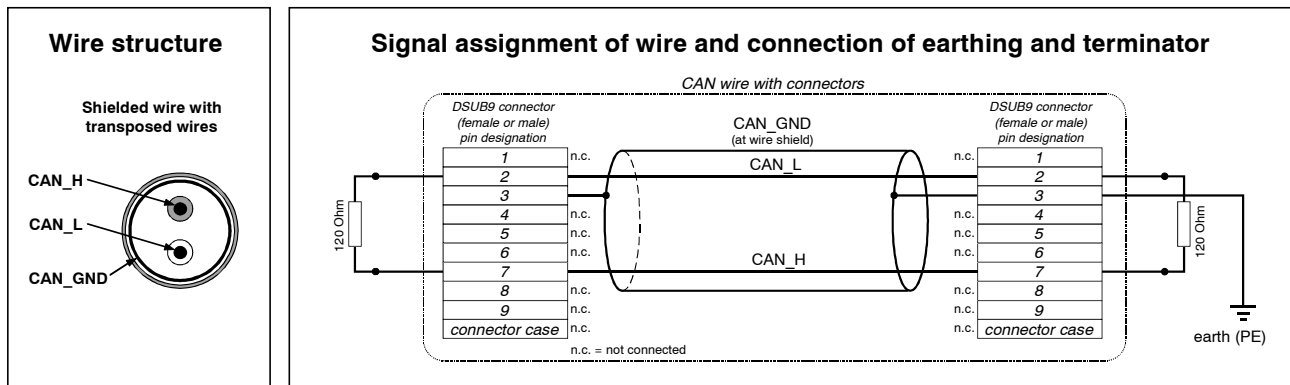 Wire structure
Shielded wire with
transposed wires
CAN_H
CAN_L
CAN_GND
Signal assignment of wire and connection of earthing and terminator
CAN wire with connectors
DSUB9 connector
(female or male)
pin designation
CAN_GND
(at wire shield)
DSUB9 connector
(female or male)
pin designation
1 n.c. n.c. 1
2 CAN_L 2
3 3
4 n.c. n.c. 4
5 n.c. n.c. 5
6 n.c. n.c. 6
7 CAN_H 7
8 n.c. n.c. 8
9 n.c. n.c. 9
connector case n.c. n.c. connector case
120 Ohm
120 Ohm
n.c. = not connected
earth (PE)